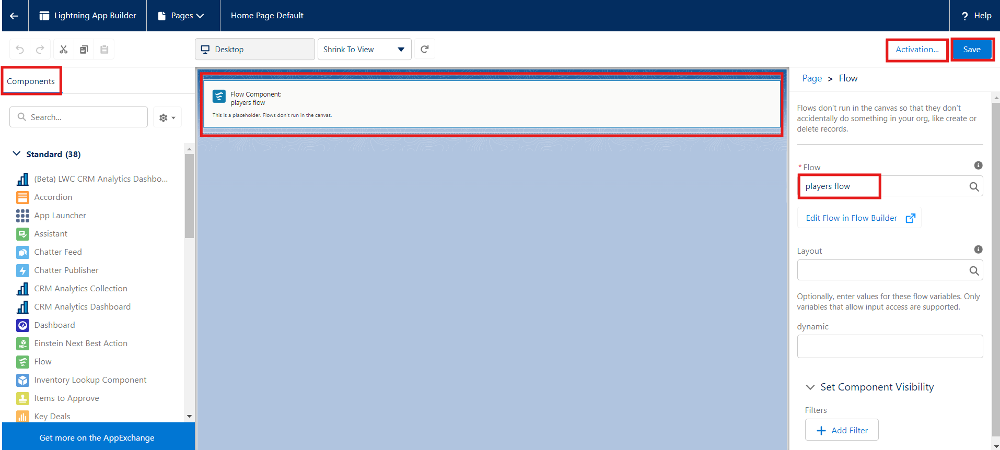 Lightning App Builder
Pages
Home Page Default
? Help
Desktop
Shrink To View
Activation...
Save
Components
Search...
Standard (38)
(Beta) LWC CRM Analytics Dashbo...
Accordion
App Launcher
Assistant
Chatter Feed
Chatter Publisher
CRM Analytics Collection
CRM Analytics Dashboard
Dashboard
Einstein Next Best Action
Flow
Inventory Lookup Component
Items to Approve
Key Deals
Get more on the AppExchange
Flow Component:
players flow
This is a placeholder. Flows don't run in the canvas.
Page > Flow
Flows don't run in the canvas so that they don't
accidentally do something in your org, like create or
delete records.
* Flow
players flow
Edit Flow in Flow Builder
Layout
Optionally, enter values for these flow variables. Only
variables that allow input access are supported.
dynamic
Set Component Visibility
Filters
+ Add Filter